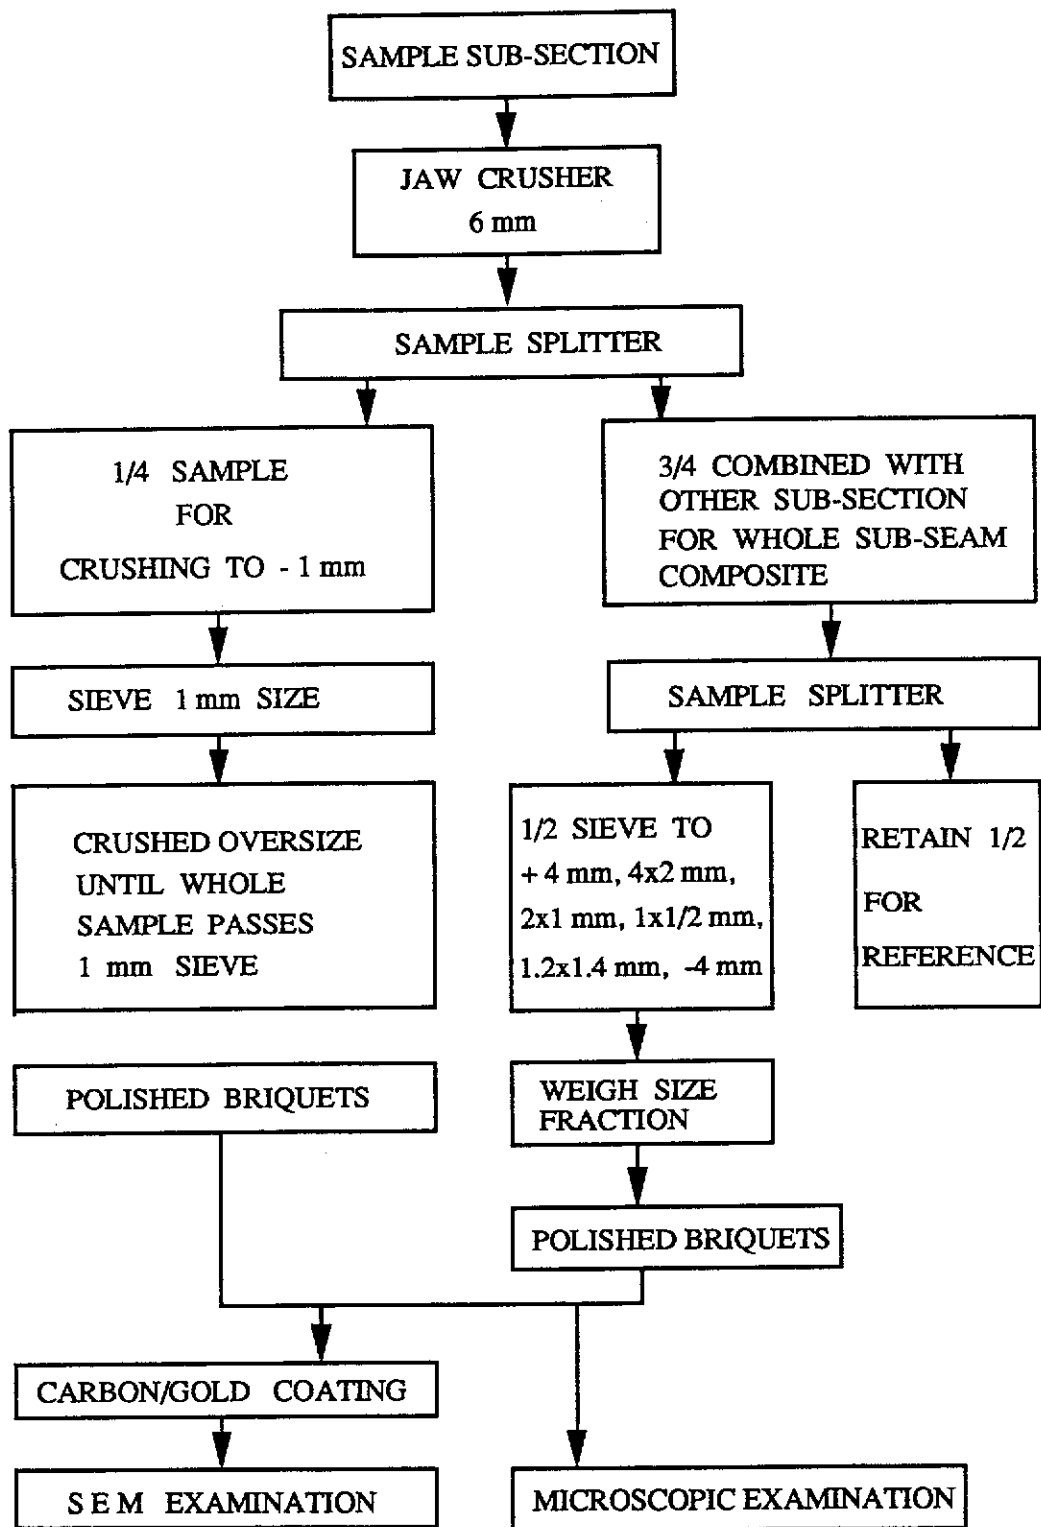 SAMPLE SUB-SECTION
JAW CRUSHER
6 mm
SAMPLE SPLITTER
1/4 SAMPLE
FOR
CRUSHING TO - 1 mm
3/4 COMBINED WITH
OTHER SUB-SECTION
FOR WHOLE SUB-SEAM
COMPOSITE
SIEVE 1 mm SIZE
SAMPLE SPLITTER
CRUSHED OVERSIZE
UNTIL WHOLE
SAMPLE PASSES
1 mm SIEVE
1/2 SIEVE TO
+ 4 mm, 4x2 mm,
2x1 mm, 1x1/2 mm,
1.2x1.4 mm, -4 mm
RETAIN 1/2
FOR
REFERENCE
POLISHED BRIQUETS
WEIGH SIZE
FRACTION
POLISHED BRIQUETS
CARBON/GOLD COATING
S E M EXAMINATION
MICROSCOPIC EXAMINATION